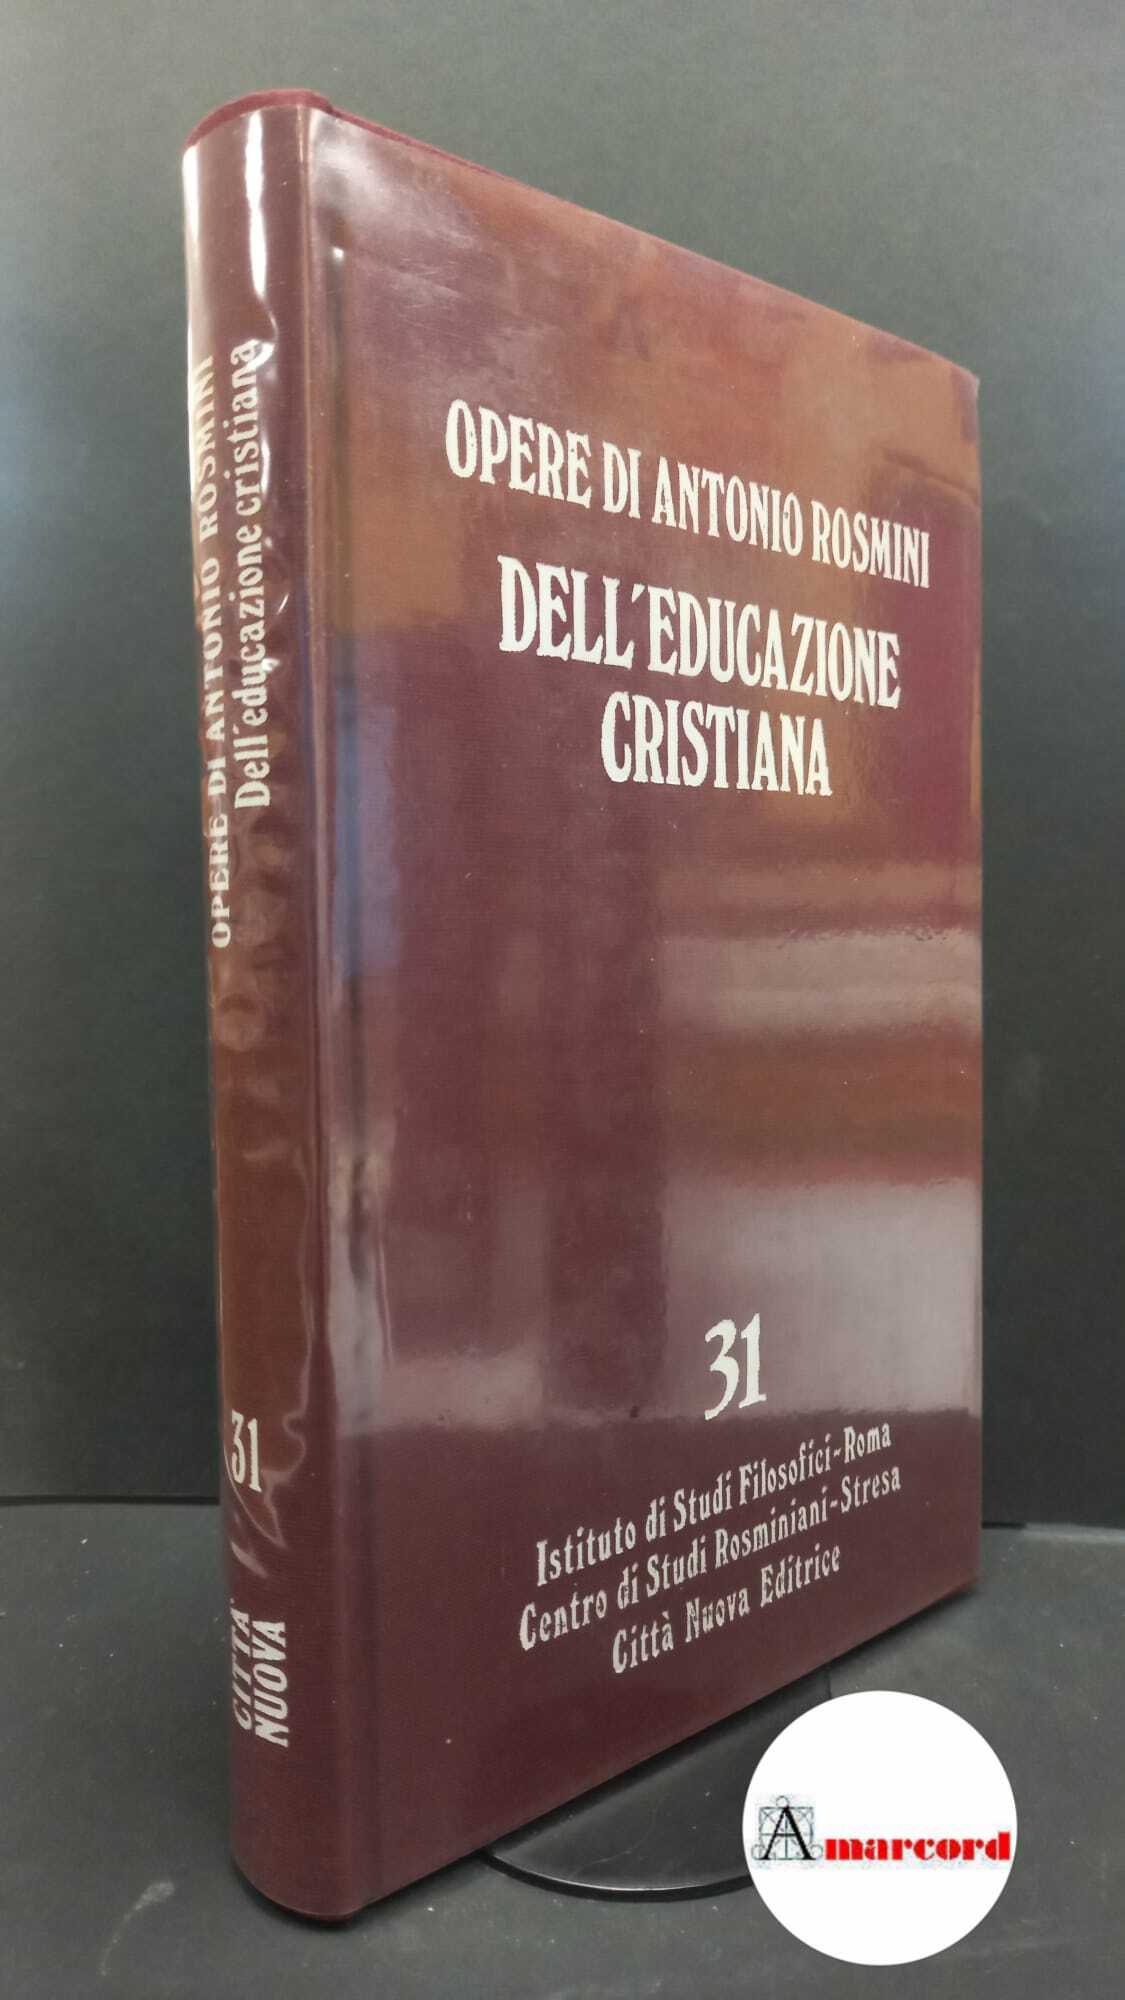 OPERE DI ANTONIO ROSMINI
Dell'educazione cristiana
31
CITTÀ
NUOVA
OPERE DI ANTONIO ROSMINI
DELL'EDUCAZIONE
CRISTIANA
31
Istituto di Studi Filosofici-Roma
Centro di Studi Rosminiani-Stresa
Città Nuova Editrice
Amarcord